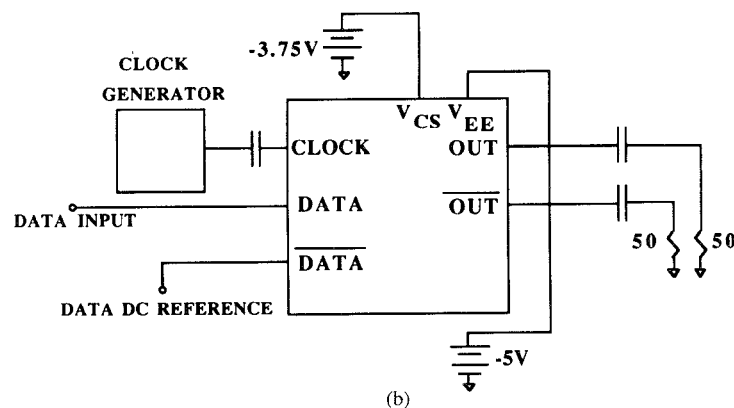 -3.75V
CLOCK
GENERATOR
V CS V EE
CLOCK
OUT
DATA
OUT
DATA INPUT
DATA
50 50
DATA DC REFERENCE
-5V
(b)